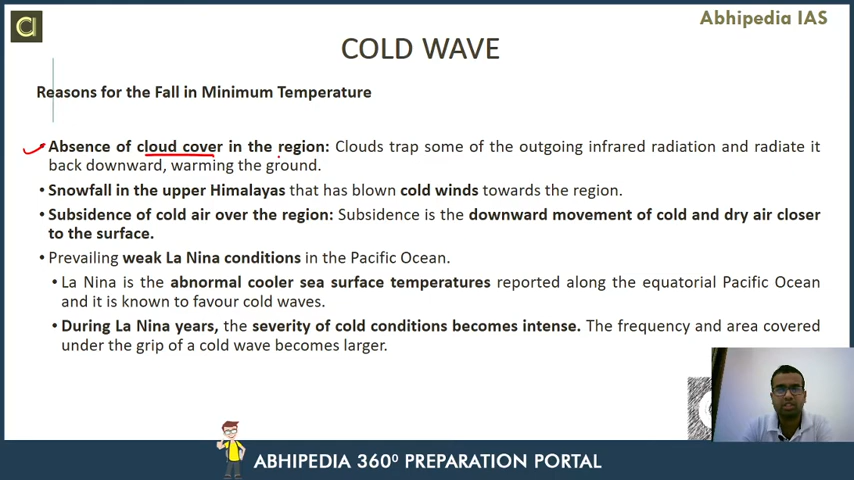 Abhipedia IAS
COLD WAVE
Reasons for the Fall in Minimum Temperature
Absence of cloud cover in the region: Clouds trap some of the outgoing infrared radiation and radiate it
back downward, warming the ground.
• Snowfall in the upper Himalayas that has blown cold winds towards the region.
• Subsidence of cold air over the region: Subsidence is the downward movement of cold and dry air closer
to the surface.
• Prevailing weak La Nina conditions in the Pacific Ocean.
• La Nina is the abnormal cooler sea surface temperatures reported along the equatorial Pacific Ocean
and it is known to favour cold waves.
• During La Nina years, the severity of cold conditions becomes intense. The frequency and area covered
under the grip of a cold wave becomes larger.
ABHIPEDIA 360⁰ PREPARATION PORTAL